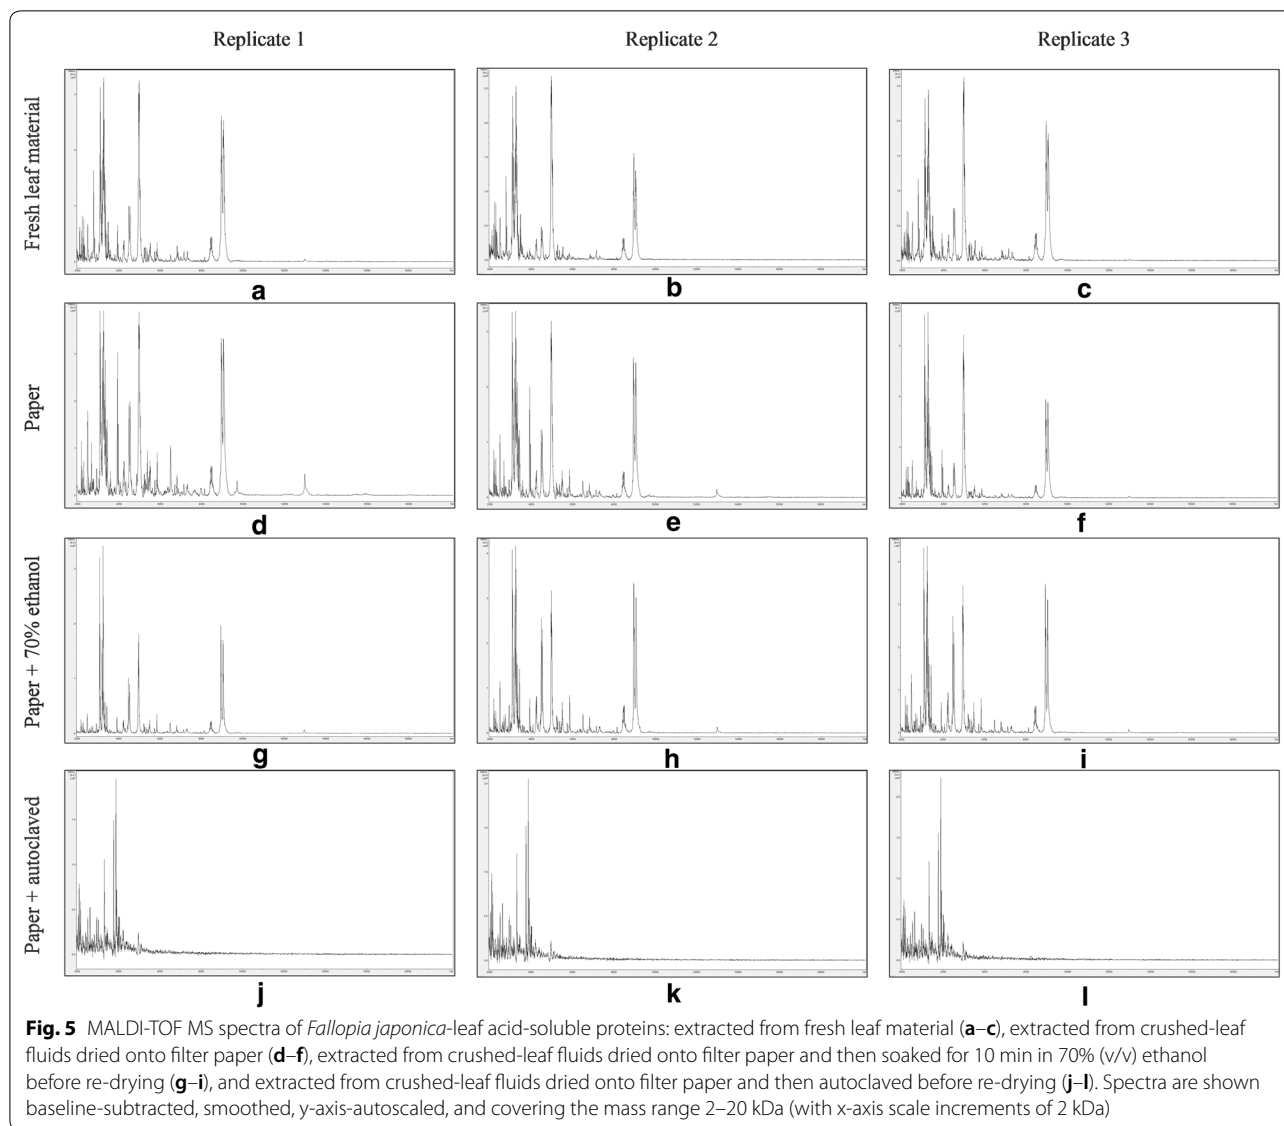 Replicate 1
Replicate 2
Replicate 3
Fresh leaf material
a
b
c
Paper
d
e
f
Paper + 70% ethanol
g
h
i
Paper + autoclaved
j
k
l
Fig. 5 MALDI-TOF MS spectra of Fallopia japonica-leaf acid-soluble proteins: extracted from fresh leaf material (a–c), extracted from crushed-leaf
fluids dried onto filter paper (d–f), extracted from crushed-leaf fluids dried onto filter paper and then soaked for 10 min in 70% (v/v) ethanol
before re-drying (g–i), and extracted from crushed-leaf fluids dried onto filter paper and then autoclaved before re-drying (j–l). Spectra are shown
baseline-subtracted, smoothed, y-axis-autoscaled, and covering the mass range 2–20 kDa (with x-axis scale increments of 2 kDa)